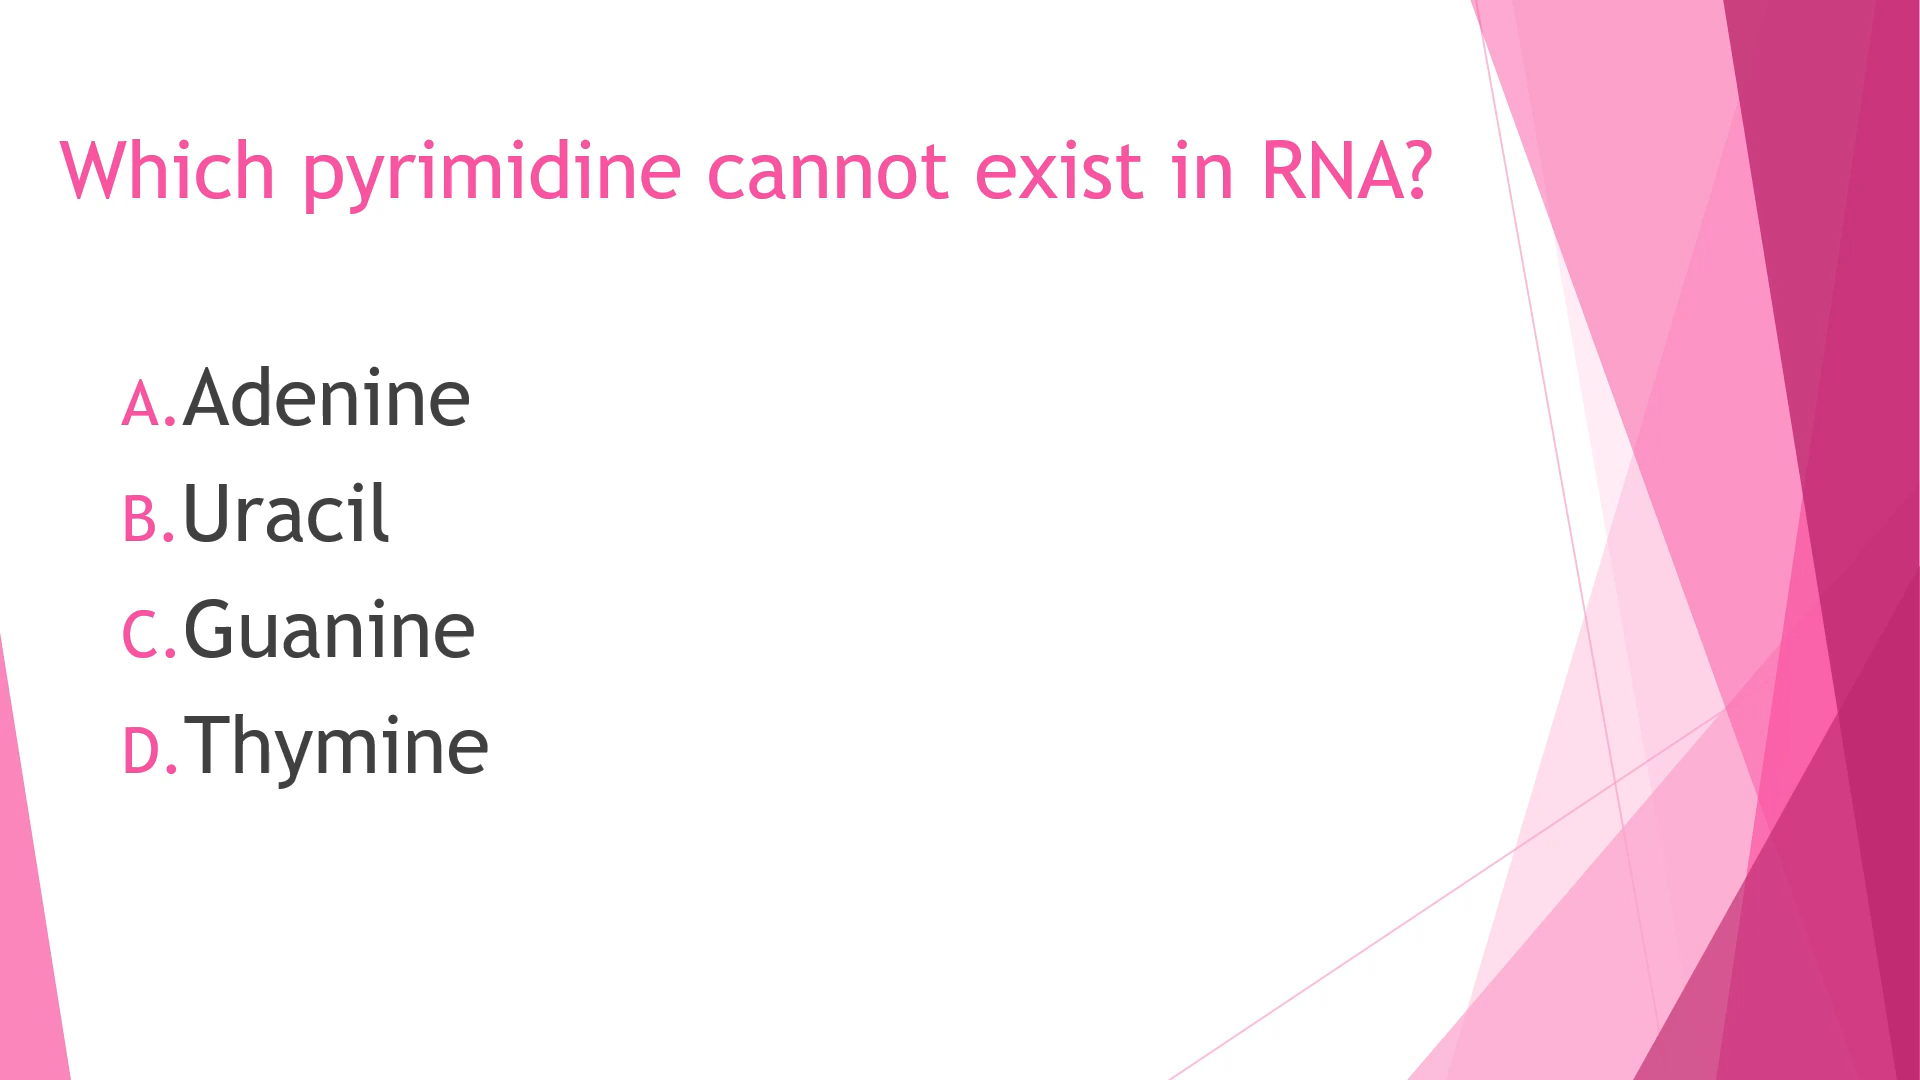 Which pyrimidine cannot exist in RNA?
A.Adenine
B.Uracil
C.Guanine
D.Thymine